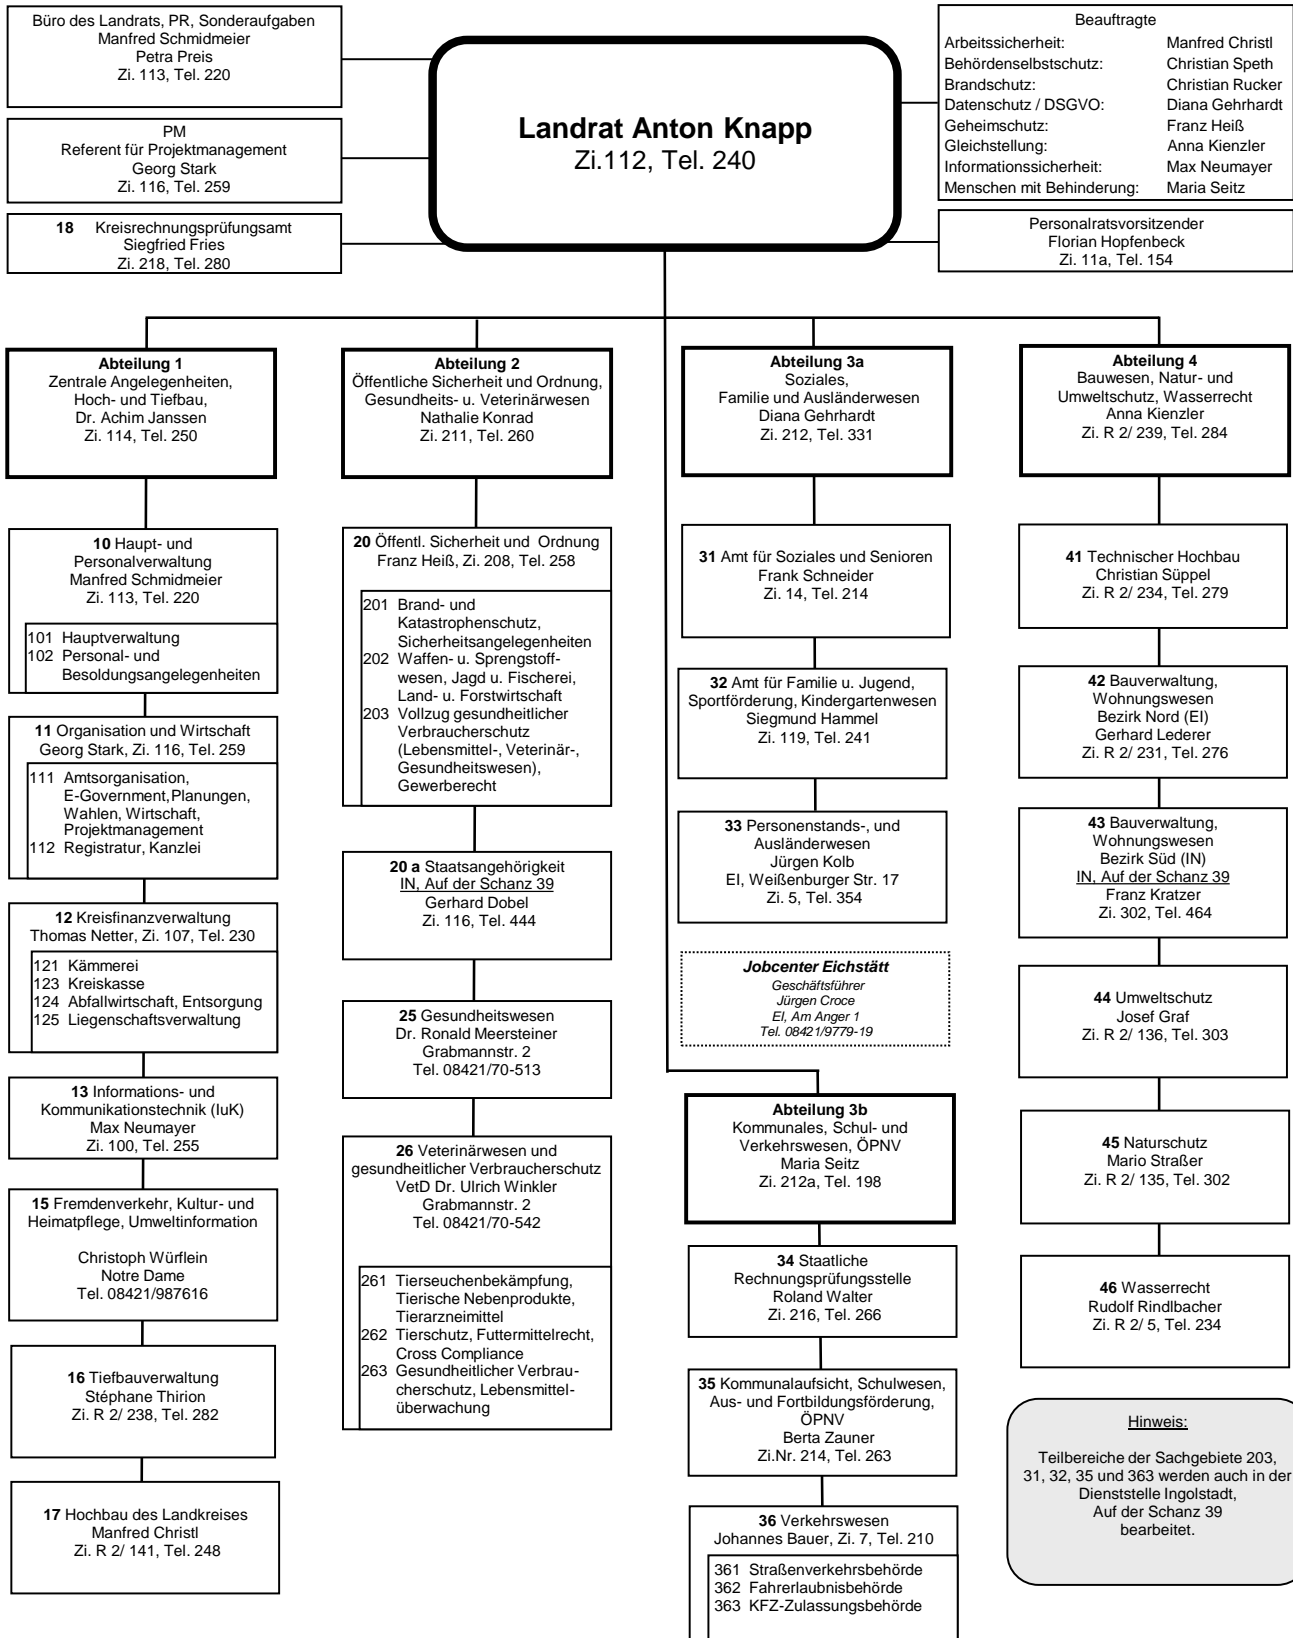 Büro des Landrats, PR, Sonderaufgaben
Manfred Schmidmeier
Petra Preis
Zi. 113, Tel. 220
PM
Referent für Projektmanagement
Georg Stark
Zi. 116, Tel. 259
18 Kreisrechnungsprüfungsamt
Siegfried Fries
Zi. 218, Tel. 280
Landrat Anton Knapp
Zi.112, Tel. 240
Beauftragte
Arbeitssicherheit: Manfred Christl
Behördenselbstschutz: Christian Speth
Brandschutz: Christian Rucker
Datenschutz / DSGVO: Diana Gehrhardt
Geheimschutz: Franz Heiß
Gleichstellung: Anna Kienzler
Informationssicherheit: Max Neumayer
Menschen mit Behinderung: Maria Seitz
Personalratsvorsitzender
Florian Hopfenbeck
Zi. 11a, Tel. 154
Abteilung 1
Zentrale Angelegenheiten,
Hoch- und Tiefbau,
Dr. Achim Janssen
Zi. 114, Tel. 250
10 Haupt- und
Personalverwaltung
Manfred Schmidmeier
Zi. 113, Tel. 220
101 Hauptverwaltung
102 Personal- und
Besoldungsangelegenheiten
11 Organisation und Wirtschaft
Georg Stark, Zi. 116, Tel. 259
111 Amtsorganisation,
E-Government,Planungen,
Wahlen, Wirtschaft,
Projektmanagement
112 Registratur, Kanzlei
12 Kreisfinanzverwaltung
Thomas Netter, Zi. 107, Tel. 230
121 Kämmerei
123 Kreiskasse
124 Abfallwirtschaft, Entsorgung
125 Liegenschaftsverwaltung
13 Informations- und
Kommunikationstechnik (IuK)
Max Neumayer
Zi. 100, Tel. 255
15 Fremdenverkehr, Kultur- und
Heimatpflege, Umweltinformation
Christoph Würflein
Notre Dame
Tel. 08421/987616
16 Tiefbauverwaltung
Stéphane Thirion
Zi. R 2/ 238, Tel. 282
17 Hochbau des Landkreises
Manfred Christl
Zi. R 2/ 141, Tel. 248
Abteilung 2
Öffentliche Sicherheit und Ordnung,
Gesundheits- u. Veterinärwesen
Nathalie Konrad
Zi. 211, Tel. 260
20 Öffentl. Sicherheit und Ordnung
Franz Heiß, Zi. 208, Tel. 258
201 Brand- und
Katastrophenschutz,
Sicherheitsangelegenheiten
202 Waffen- u. Sprengstoff-
wesen, Jagd u. Fischerei,
Land- u. Forstwirtschaft
203 Vollzug gesundheitlicher
Verbraucherschutz
(Lebensmittel-, Veterinär-,
Gesundheitswesen),
Gewerberecht
20 a Staatsangehörigkeit
IN, Auf der Schanz 39
Gerhard Dobel
Zi. 116, Tel. 444
25 Gesundheitswesen
Dr. Ronald Meersteiner
Grabmannstr. 2
Tel. 08421/70-513
26 Veterinärwesen und
gesundheitlicher Verbraucherschutz
VetD Dr. Ulrich Winkler
Grabmannstr. 2
Tel. 08421/70-542
261 Tierseuchenbekämpfung,
Tierische Nebenprodukte,
Tierarzneimittel
262 Tierschutz, Futtermittelrecht,
Cross Compliance
263 Gesundheitlicher Verbrau-
cherschutz, Lebensmittel-
überwachung
Abteilung 3a
Soziales,
Familie und Ausländerwesen
Diana Gehrhardt
Zi. 212, Tel. 331
31 Amt für Soziales und Senioren
Frank Schneider
Zi. 14, Tel. 214
32 Amt für Familie u. Jugend,
Sportförderung, Kindergartenwesen
Siegmund Hammel
Zi. 119, Tel. 241
33 Personenstands-, und
Ausländerwesen
Jürgen Kolb
EI, Weißenburger Str. 17
Zi. 5, Tel. 354
Jobcenter Eichstätt
Geschäftsführer
Jürgen Croce
EI, Am Anger 1
Tel. 08421/9779-19
Abteilung 3b
Kommunales, Schul- und
Verkehrswesen, ÖPNV
Maria Seitz
Zi. 212a, Tel. 198
34 Staatliche
Rechnungsprüfungsstelle
Roland Walter
Zi. 216, Tel. 266
35 Kommunalaufsicht, Schulwesen,
Aus- und Fortbildungsförderung,
ÖPNV
Berta Zauner
Zi.Nr. 214, Tel. 263
36 Verkehrswesen
Johannes Bauer, Zi. 7, Tel. 210
361 Straßenverkehrsbehörde
362 Fahrerlaubnisbehörde
363 KFZ-Zulassungsbehörde
Abteilung 4
Bauwesen, Natur- und
Umweltschutz, Wasserrecht
Anna Kienzler
Zi. R 2/ 239, Tel. 284
41 Technischer Hochbau
Christian Süppel
Zi. R 2/ 234, Tel. 279
42 Bauverwaltung,
Wohnungswesen
Bezirk Nord (EI)
Gerhard Lederer
Zi. R 2/ 231, Tel. 276
43 Bauverwaltung,
Wohnungswesen
Bezirk Süd (IN)
IN, Auf der Schanz 39
Franz Kratzer
Zi. 302, Tel. 464
44 Umweltschutz
Josef Graf
Zi. R 2/ 136, Tel. 303
45 Naturschutz
Mario Straßer
Zi. R 2/ 135, Tel. 302
46 Wasserrecht
Rudolf Rindlbacher
Zi. R 2/ 5, Tel. 234
Hinweis:
Teilbereiche der Sachgebiete 203,
31, 32, 35 und 363 werden auch in der
Dienststelle Ingolstadt,
Auf der Schanz 39
bearbeitet.